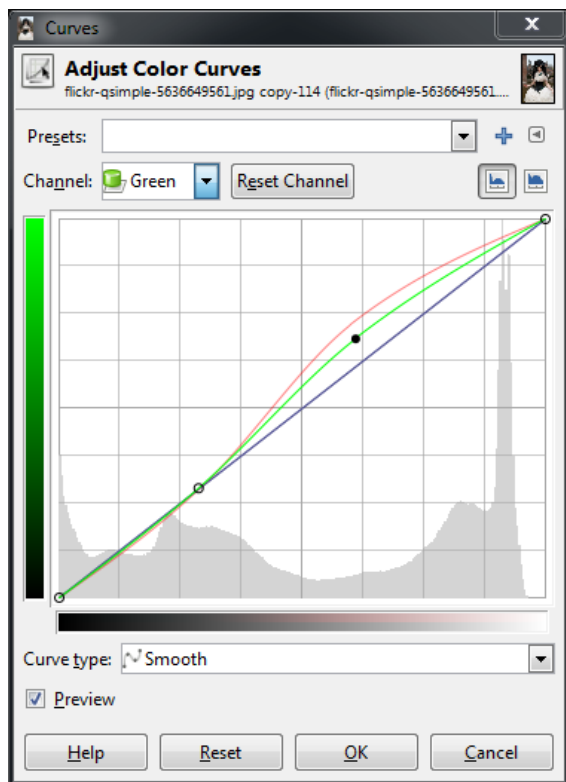 Curves
x
Adjust Color Curves
flickr-qsimple-5636649561.jpg copy-114 (flickr-qsimple-5636649561....
Presets:
Channel: Green Reset Channel
Curve type: Smooth
Preview
Help Reset OK Cancel